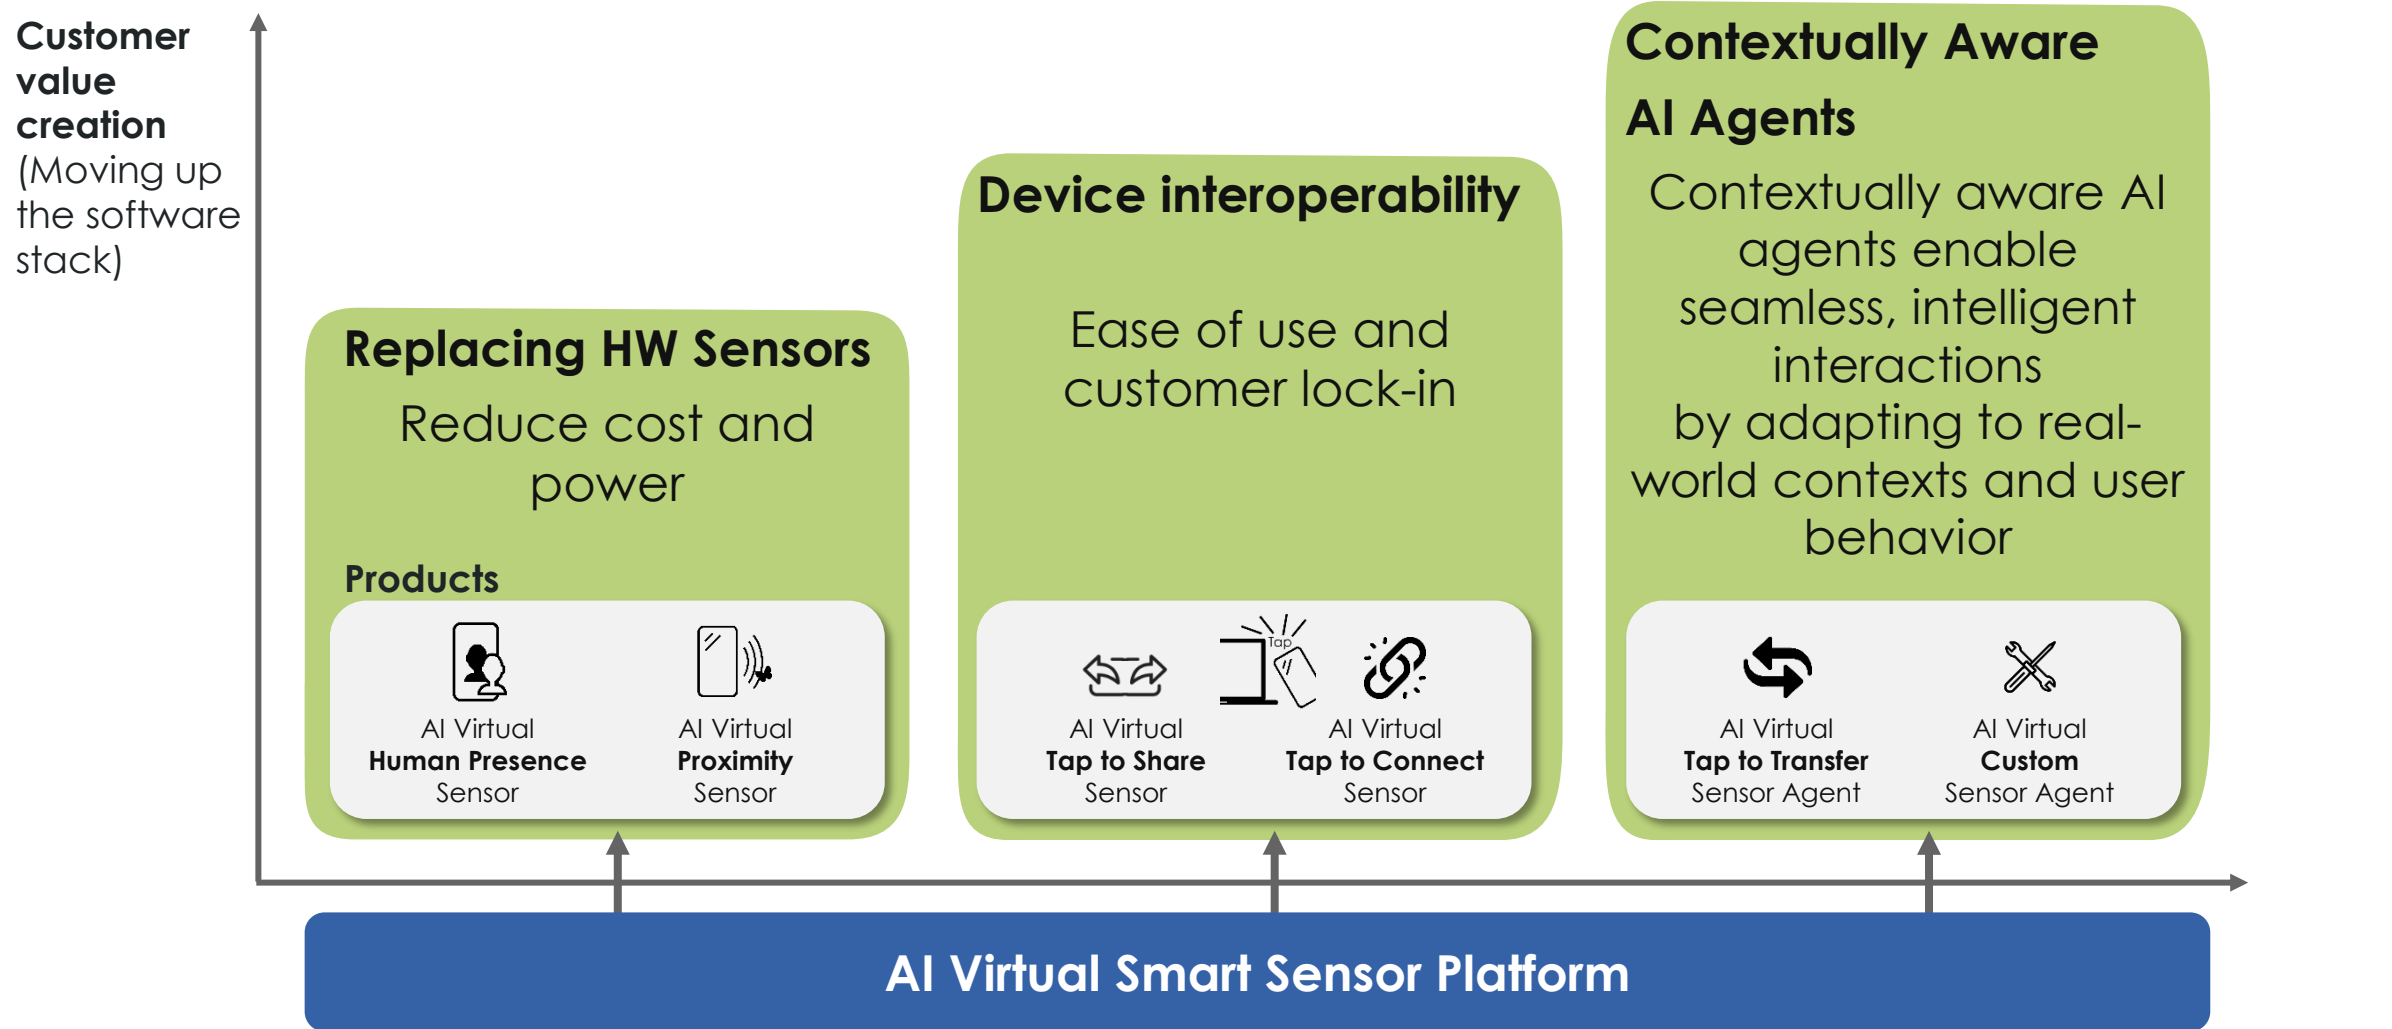 Customer
value
creation
(Moving up
the software
stack)
Replacing HW Sensors
Reduce cost and
power
Products
AI Virtual
Human Presence
Sensor
AI Virtual
Proximity
Sensor
Device interoperability
Ease of use and
customer lock-in
Tap
AI Virtual
Tap to Share
Sensor
AI Virtual
Tap to Connect
Sensor
Contextually Aware
AI Agents
Contextually aware AI
agents enable
seamless, intelligent
interactions
by adapting to real-
world contexts and user
behavior
AI Virtual
Tap to Transfer
Sensor Agent
AI Virtual
Custom
Sensor Agent
AI Virtual Smart Sensor Platform